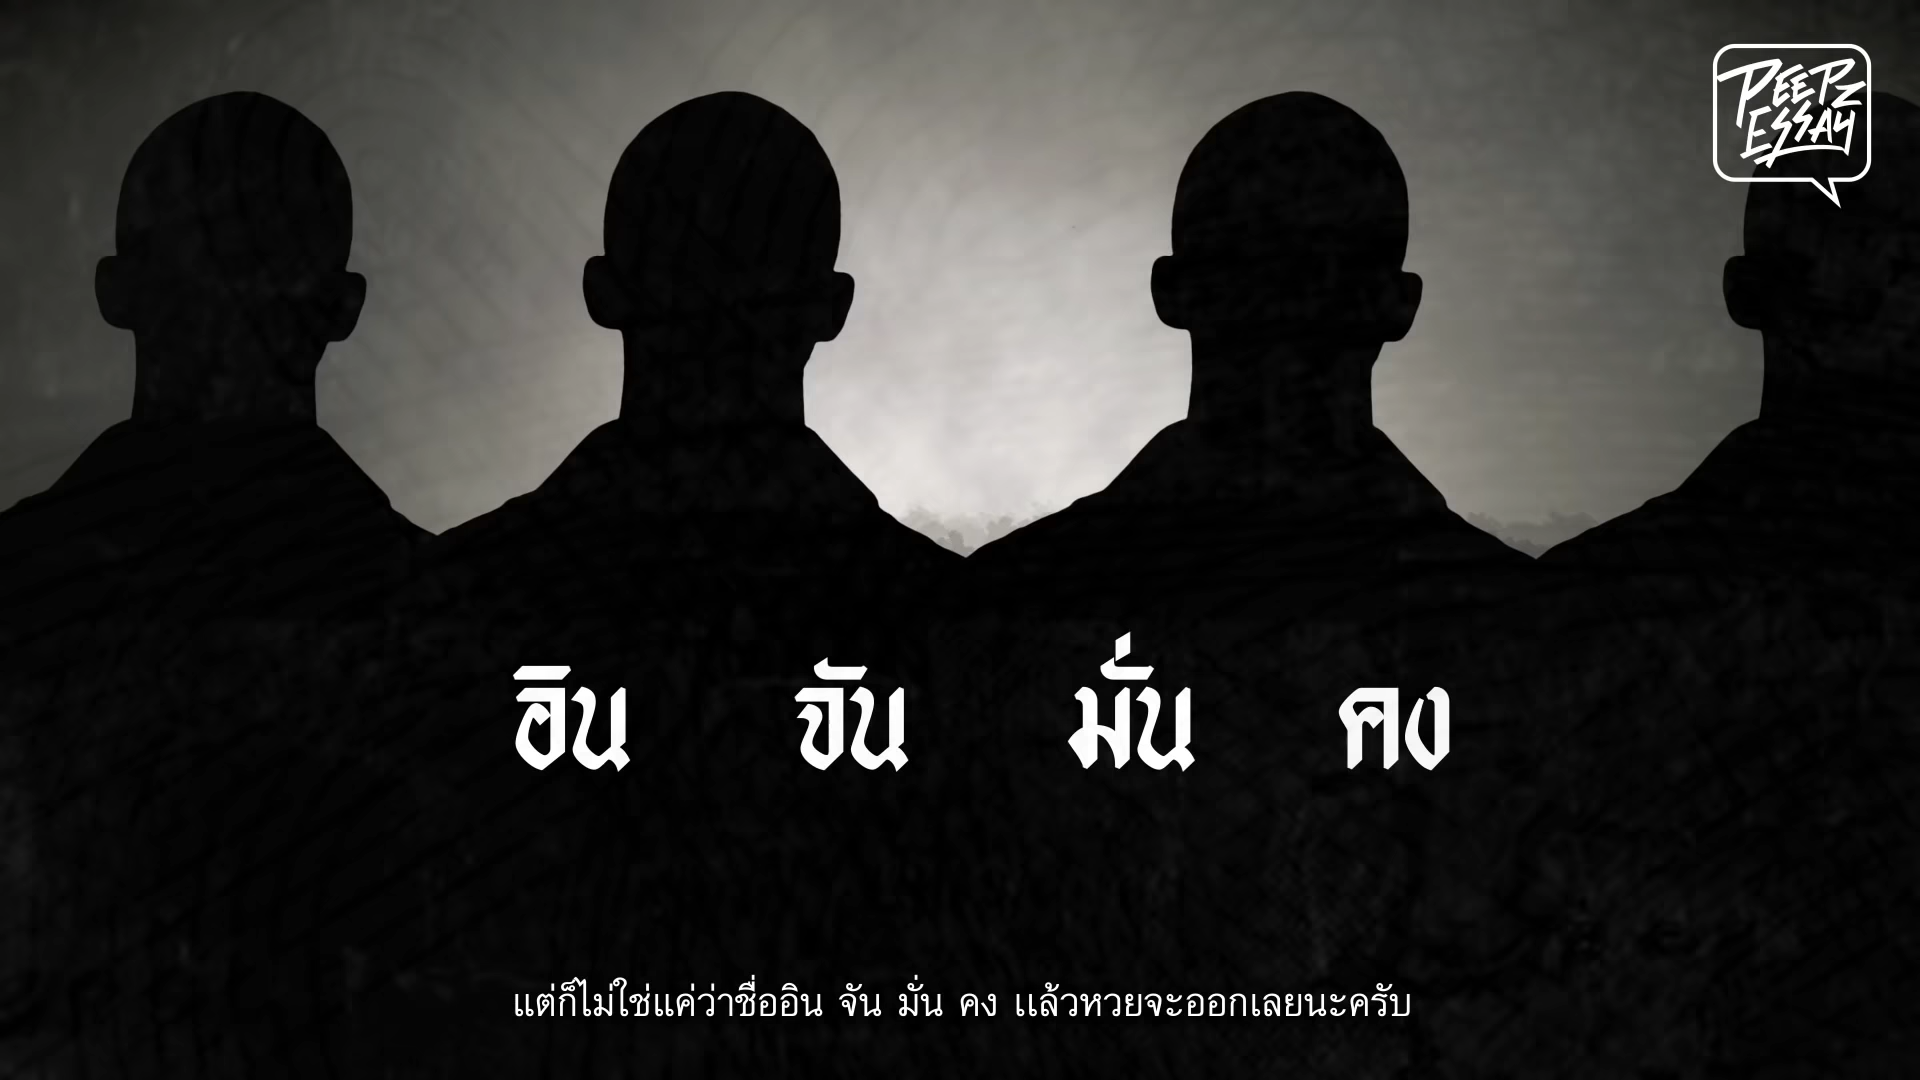 PEEPZ
ESSAY
อิน จัน มั่น คง
แต่ก็ไม่ใช่แค่ว่าชื่ออิน จัน มั่น คง แล้วหวยจะออกเลยนะครับ